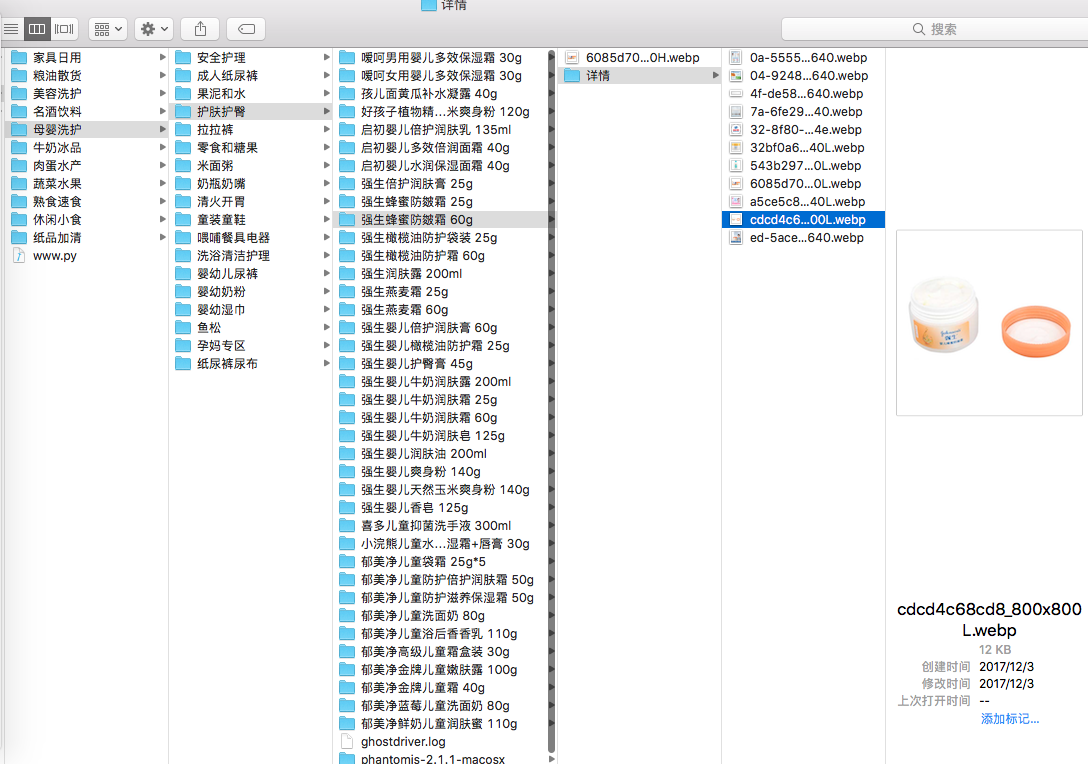 详情
搜索
家具日用
粮油散货
美容洗护
名酒饮料
母婴洗护
牛奶冰品
肉蛋水产
蔬菜水果
熟食速食
休闲小食
纸品加清
www.py
安全护理
成人纸尿裤
果泥和水
护肤护臀
拉拉裤
零食和糖果
米面粥
奶瓶奶嘴
清火开胃
童装童鞋
喂哺餐具电器
洗浴清洁护理
婴幼儿尿裤
婴幼奶粉
婴幼湿巾
鱼松
孕妈专区
纸尿裤尿布
嗳呵男用婴儿多效保湿霜 30g
嗳呵女用婴儿多效保湿霜 30g
孩儿面黄瓜补水凝露 40g
好孩子植物精...米爽身粉 120g
启初婴儿倍护润肤乳 135ml
启初婴儿多效倍润面霜 40g
启初婴儿水润保湿面霜 40g
强生倍护润肤膏 25g
强生蜂蜜防皴霜 25g
强生蜂蜜防皴霜 60g
强生橄榄油防护袋装 25g
强生橄榄油防护霜 60g
强生润肤露 200ml
强生燕麦霜 25g
强生燕麦霜 60g
强生婴儿倍护润肤膏 60g
强生婴儿橄榄油防护霜 25g
强生婴儿护臀膏 45g
强生婴儿牛奶润肤露 200ml
强生婴儿牛奶润肤霜 25g
强生婴儿牛奶润肤霜 60g
强生婴儿牛奶润肤皂 125g
强生婴儿润肤油 200ml
强生婴儿爽身粉 140g
强生婴儿天然玉米爽身粉 140g
强生婴儿香皂 125g
喜多儿童抑菌洗手液 300ml
小浣熊儿童水...湿霜+唇膏 30g
郁美净儿童袋霜 25g*5
郁美净儿童防护倍护润肤霜 50g
郁美净儿童防护滋养保湿霜 50g
郁美净儿童洗面奶 80g
郁美净儿童浴后香香乳 110g
郁美净高级儿童霜盒装 30g
郁美净金牌儿童嫩肤露 100g
郁美净金牌儿童霜 40g
郁美净蓝莓儿童洗面奶 80g
郁美净鲜奶儿童润肤蜜 110g
ghostdriver.log
phantomjs-2.1.1-macosx
6085d70...0H.webp
详情
0a-5555...640.webp
04-9248...640.webp
4f-de58...640.webp
7a-6fe29...40.webp
32-8f80-...4e.webp
32bf0a6...40L.webp
543b297...0L.webp
6085d70...0L.webp
a5ce5c8...40L.webp
cdcd4c6...00L.webp
ed-5ace...640.webp
Johnson's
强生
cdcd4c68cd8_800x800
L.webp
12 KB
创建时间 2017/12/3
修改时间 2017/12/3
上次打开时间 --
添加标记...